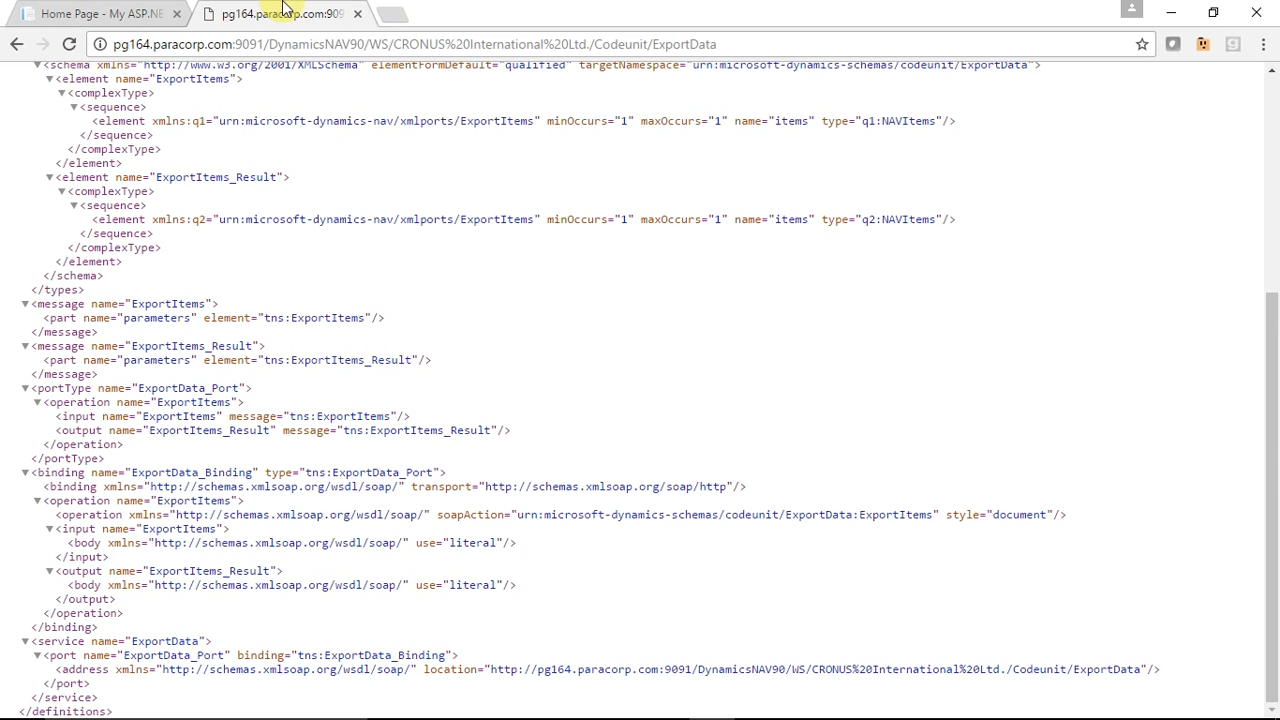 Home Page - My ASP.NE
pg164.paracorp.com:909
pg164.paracorp.com:9091/DynamicsNAV90/WS/CRONUS%20International%20Ltd./Codeunit/ExportData
▼<schema xmlns="http://www.w3.org/2001/XMLSchema" elementFormDefault="qualified" targetNamespace="urn:microsoft-dynamics-schemas/codeunit/ExportData">
▼<element name="ExportItems">
▼<complexType>
▼<sequence>
<element xmlns:q1="urn:microsoft-dynamics-nav/xmlports/ExportItems" minOccurs="1" maxOccurs="1" name="items" type="q1:NAVItems"/>
</sequence>
</complexType>
</element>
▼<element name="ExportItems_Result">
▼<complexType>
▼<sequence>
<element xmlns:q2="urn:microsoft-dynamics-nav/xmlports/ExportItems" minOccurs="1" maxOccurs="1" name="items" type="q2:NAVItems"/>
</sequence>
</complexType>
</element>
</schema>
</types>
▼<message name="ExportItems">
<part name="parameters" element="tns:ExportItems"/>
</message>
▼<message name="ExportItems_Result">
<part name="parameters" element="tns:ExportItems_Result"/>
</message>
▼<portType name="ExportData_Port">
▼<operation name="ExportItems">
<input name="ExportItems" message="tns:ExportItems"/>
<output name="ExportItems_Result" message="tns:ExportItems_Result"/>
</operation>
</portType>
▼<binding name="ExportData_Binding" type="tns:ExportData_Port">
<binding xmlns="http://schemas.xmlsoap.org/wsdl/soap/" transport="http://schemas.xmlsoap.org/soap/http"/>
▼<operation name="ExportItems">
<operation xmlns="http://schemas.xmlsoap.org/wsdl/soap/" soapAction="urn:microsoft-dynamics-schemas/codeunit/ExportData:ExportItems" style="document"/>
▼<input name="ExportItems">
<body xmlns="http://schemas.xmlsoap.org/wsdl/soap/" use="literal"/>
</input>
▼<output name="ExportItems_Result">
<body xmlns="http://schemas.xmlsoap.org/wsdl/soap/" use="literal"/>
</output>
</operation>
</binding>
▼<service name="ExportData">
▼<port name="ExportData_Port" binding="tns:ExportData_Binding">
<address xmlns="http://schemas.xmlsoap.org/wsdl/soap/" location="http://pg164.paracorp.com:9091/DynamicsNAV90/WS/CRONUS%20International%20Ltd./Codeunit/ExportData"/>
</port>
</service>
</definitions>